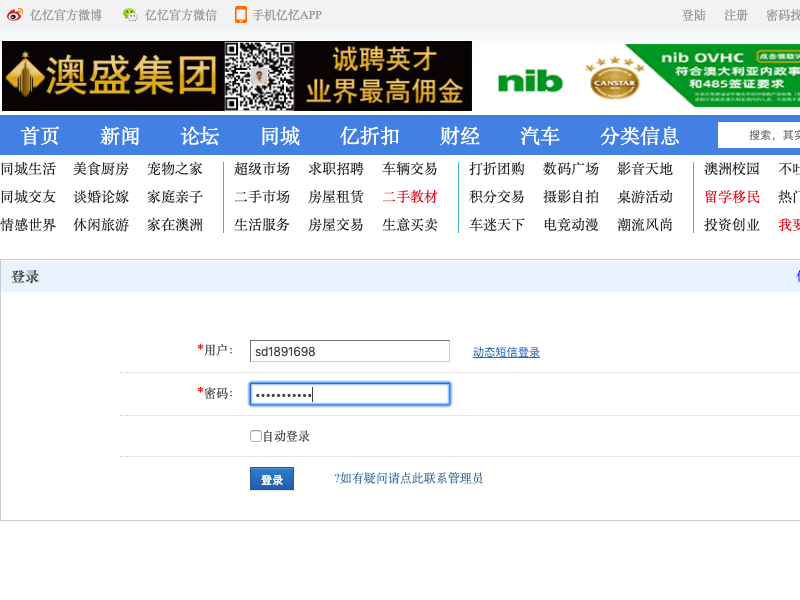 亿忆官方微博 亿忆官方微信 手机亿忆APP 登陆 注册 密码找
澳盛集团 诚聘英才
业界最高佣金
nib CANSTAR nib OVHC
符合澳大利亚内政事
和485签证要求
首页 新闻 论坛 同城 亿折扣 财经 汽车 分类信息 搜索，其实
同城生活 美食厨房 宠物之家 超级市场 求职招聘 车辆交易 打折团购 数码广场 影音天地 澳洲校园 不吐
同城交友 谈婚论嫁 家庭亲子 二手市场 房屋租赁 二手教材 积分交易 摄影自拍 桌游活动 留学移民 热门
情感世界 休闲旅游 家在澳洲 生活服务 房屋交易 生意买卖 车迷天下 电竞动漫 潮流风尚 投资创业 我要
登录
*用户： sd1891698 动态短信登录
*密码： •••••••••••
自动登录
登录 ?如有疑问请点此联系管理员